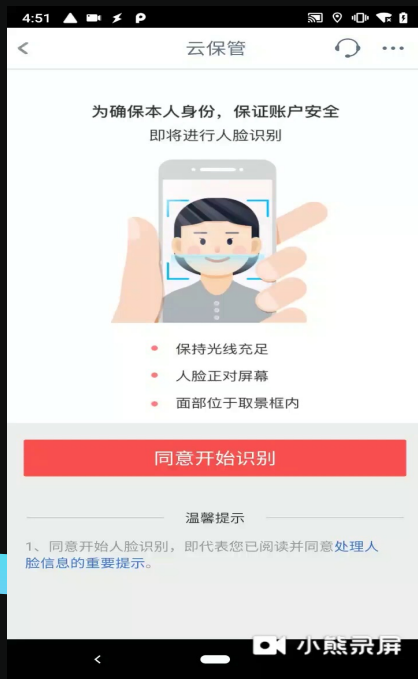 4:51
云保管
为确保本人身份，保证账户安全
即将进行人脸识别
保持光线充足
人脸正对屏幕
面部位于取景框内
同意开始识别
温馨提示
1、同意开始人脸识别，即代表您已阅读并同意处理人
脸信息的重要提示。
小熊录屏